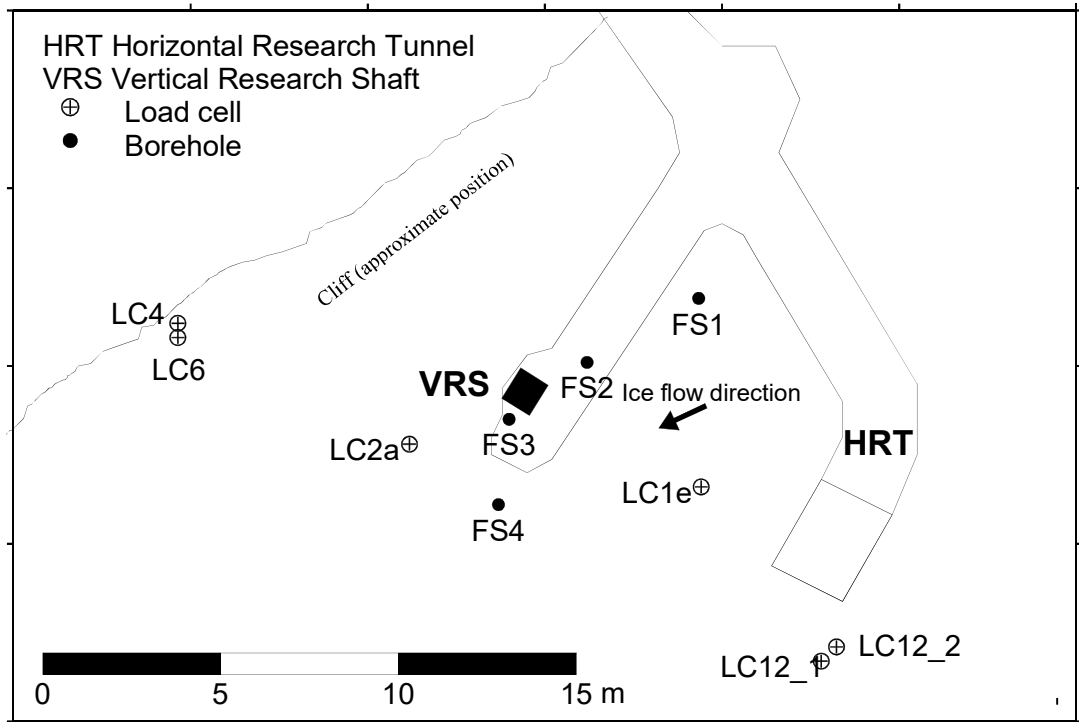 HRT Horizontal Research Tunnel
VRS Vertical Research Shaft
Load cell
Borehole
Cliff (approximate position)
LC4
LC6
FS1
VRS
FS2
Ice flow direction
FS3
LC2a
HRT
LC1e
FS4
LC12_2
LC12_1
0 5 10 15 m